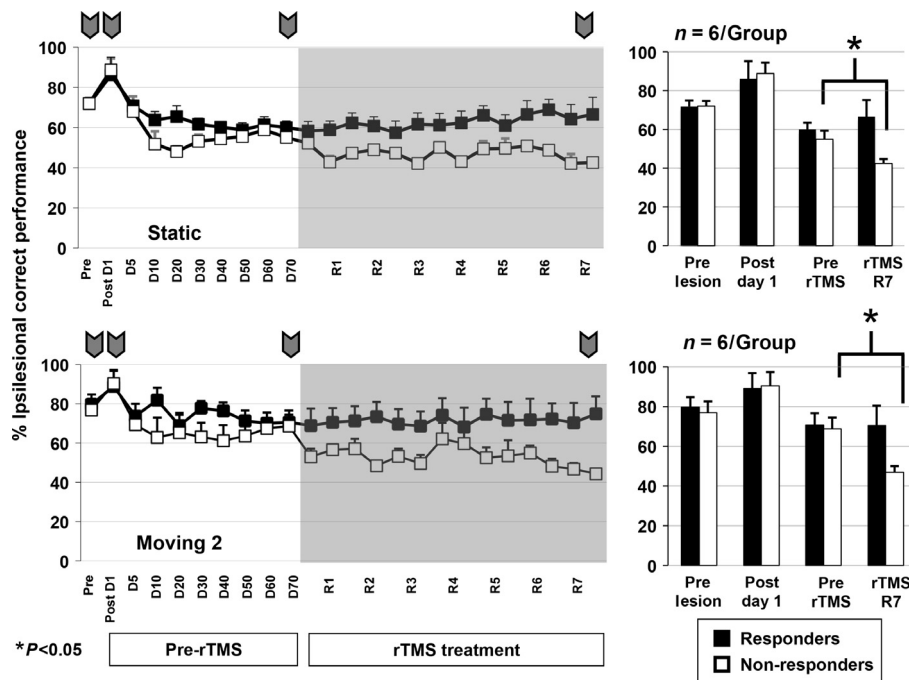 % Ipsilesional correct performance
100
80
60
40
20
0
Static
Pre
Post D1
D5
D10
D20
D30
D40
D50
D60
D70
R1
R2
R3
R4
R5
R6
R7
n = 6/Group
*
100
80
60
40
20
0
Pre lesion
Post day 1
Pre rTMS
rTMS R7
100
80
60
40
20
80
0
Moving 2
Pre
Post D1
D5
D10
D20
D30
D40
D50
D60
D70
R1
R2
R3
R4
R5
R6
R7
n = 6/Group
*
100
80
60
40
20
0
Pre lesion
Post day 1
Pre rTMS
rTMS R7
*P<0.05
Pre-rTMS
rTMS treatment
Responders
Non-responders